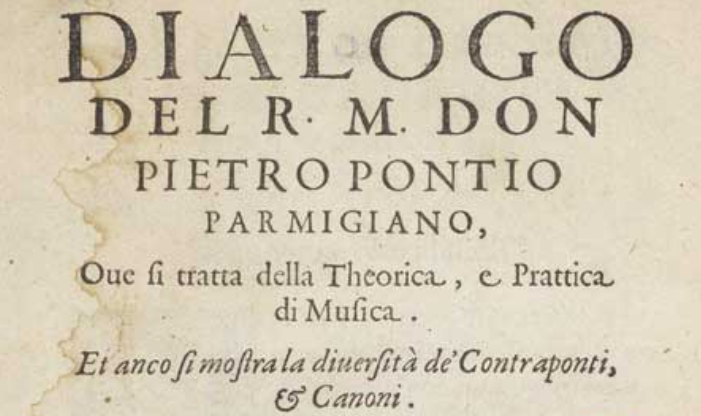 DIALOGO
DEL R. M. DON
PIETRO PONTIO
PARMIGIANO,
Oue ſi tratta della Theorica, e Prattica
di Muſica.
Et anco ſi moſtra la diuerſità de' Contraponti,
& Canoni.